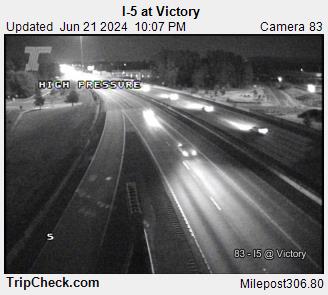 I-5 at Victory
Updated Jun 21 2024 10:07 PM Camera 83
T
HIGH PRESSURE
S
83 - I5 @ Victory
TripCheck.com Milepost306.80